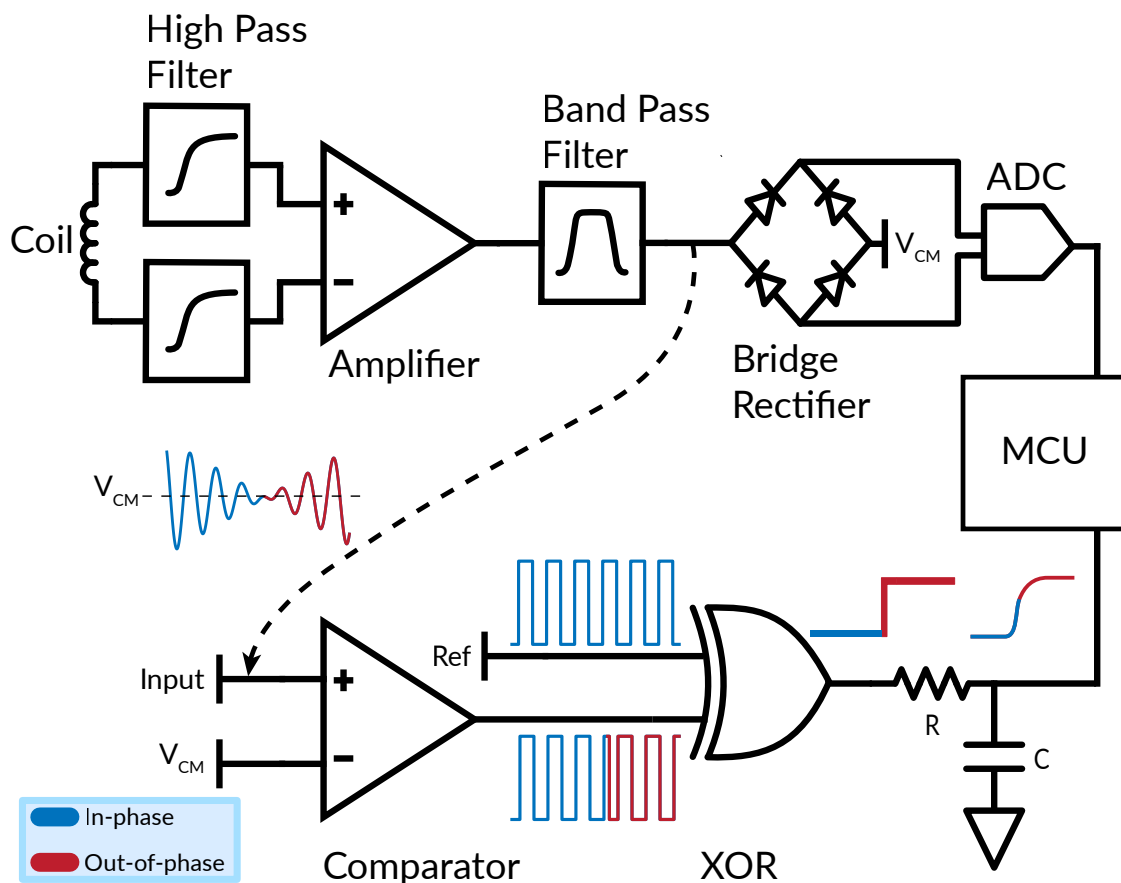 High Pass
Filter
Band Pass
Filter
ADC
Coil
+
-
V_CM
Amplifier
Bridge
Rectifier
MCU
V_CM
Ref
Input
+
V_CM
-
R
C
In-phase
Out-of-phase
Comparator
XOR